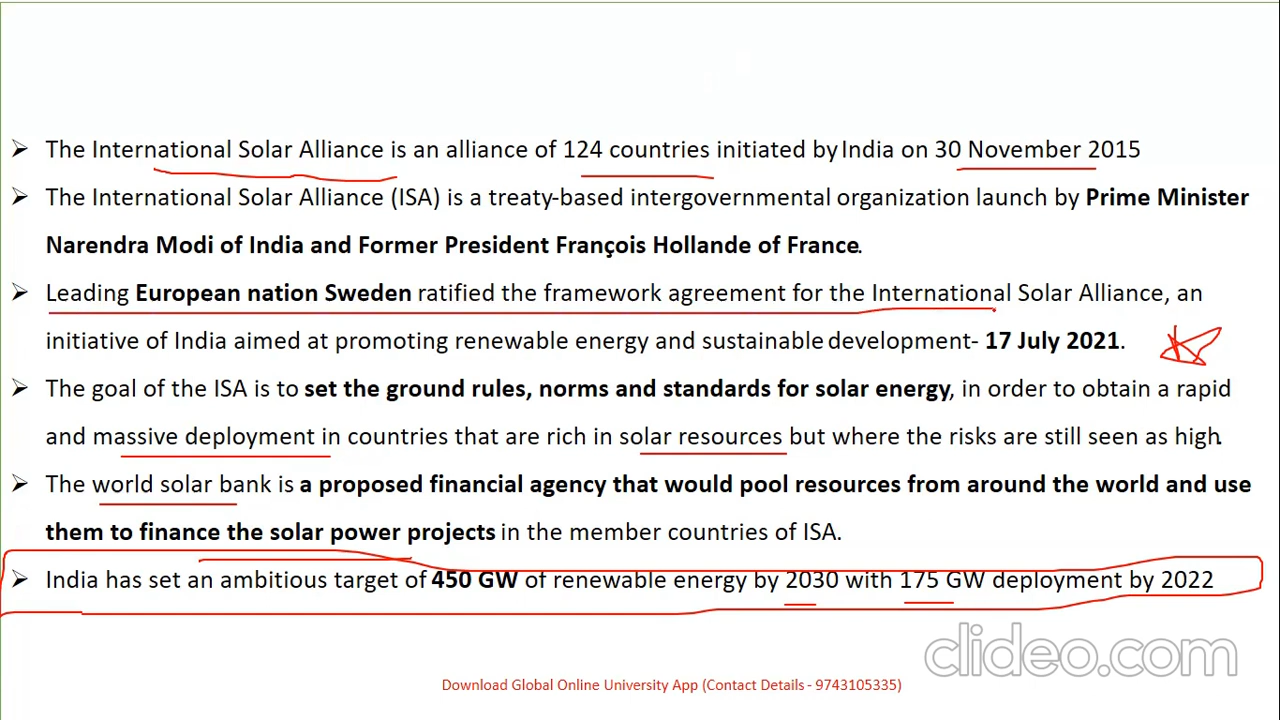 ➢ The International Solar Alliance is an alliance of 124 countries initiated by India on 30 November 2015
➢ The International Solar Alliance (ISA) is a treaty-based intergovernmental organization launch by Prime Minister
Narendra Modi of India and Former President François Hollande of France.
➢ Leading European nation Sweden ratified the framework agreement for the International Solar Alliance, an
initiative of India aimed at promoting renewable energy and sustainable development- 17 July 2021.
➢ The goal of the ISA is to set the ground rules, norms and standards for solar energy, in order to obtain a rapid
and massive deployment in countries that are rich in solar resources but where the risks are still seen as high.
➢ The world solar bank is a proposed financial agency that would pool resources from around the world and use
them to finance the solar power projects in the member countries of ISA.
➢ India has set an ambitious target of 450 GW of renewable energy by 2030 with 175 GW deployment by 2022
clideo.com
Download Global Online University App (Contact Details - 9743105335)